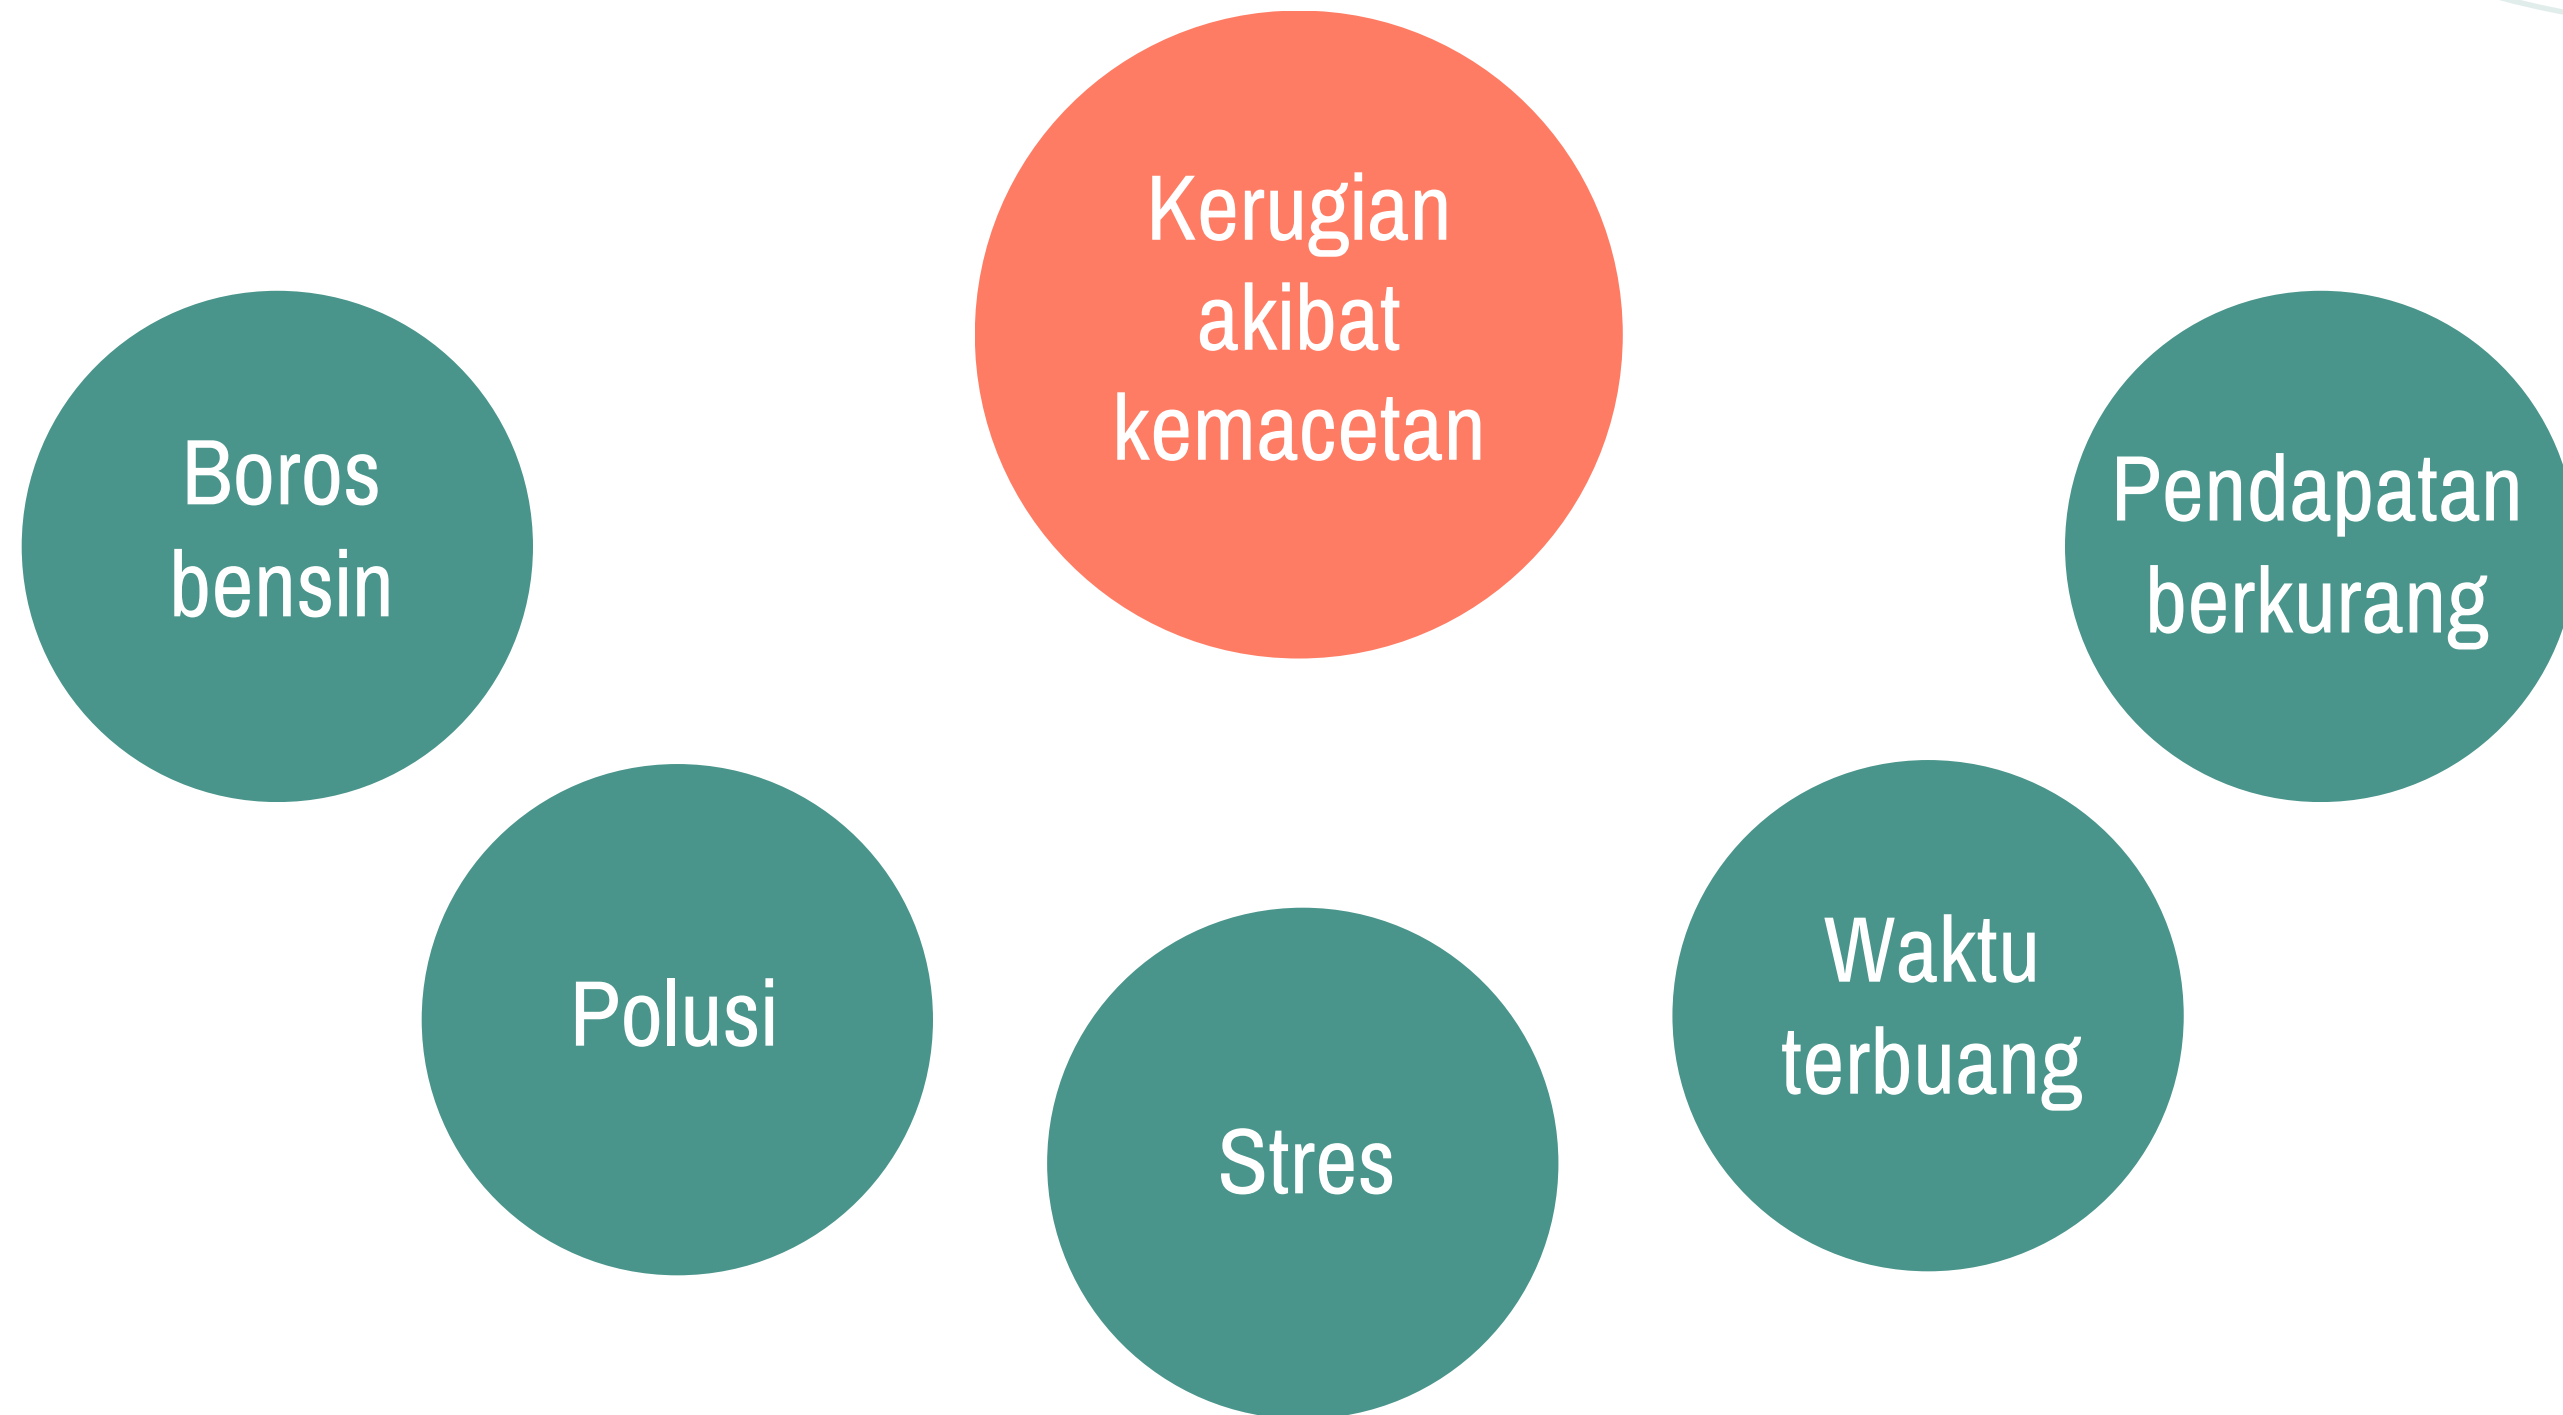 Kerugian
akibat
kemacetan
Boros
bensin
Polusi
Stres
Waktu
terbuang
Pendapatan
berkurang